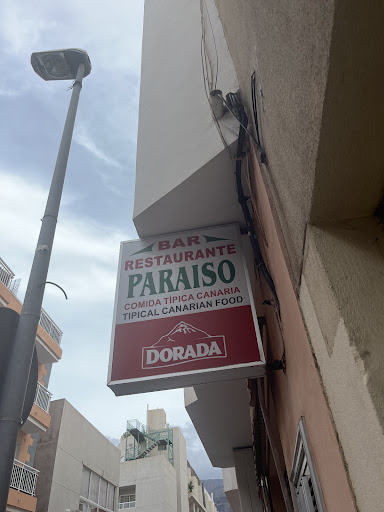 BAR
RESTAURANTE
PARAISO
COMIDA TÍPICA CANARIA
TIPICAL CANARIAN FOOD
DORADA